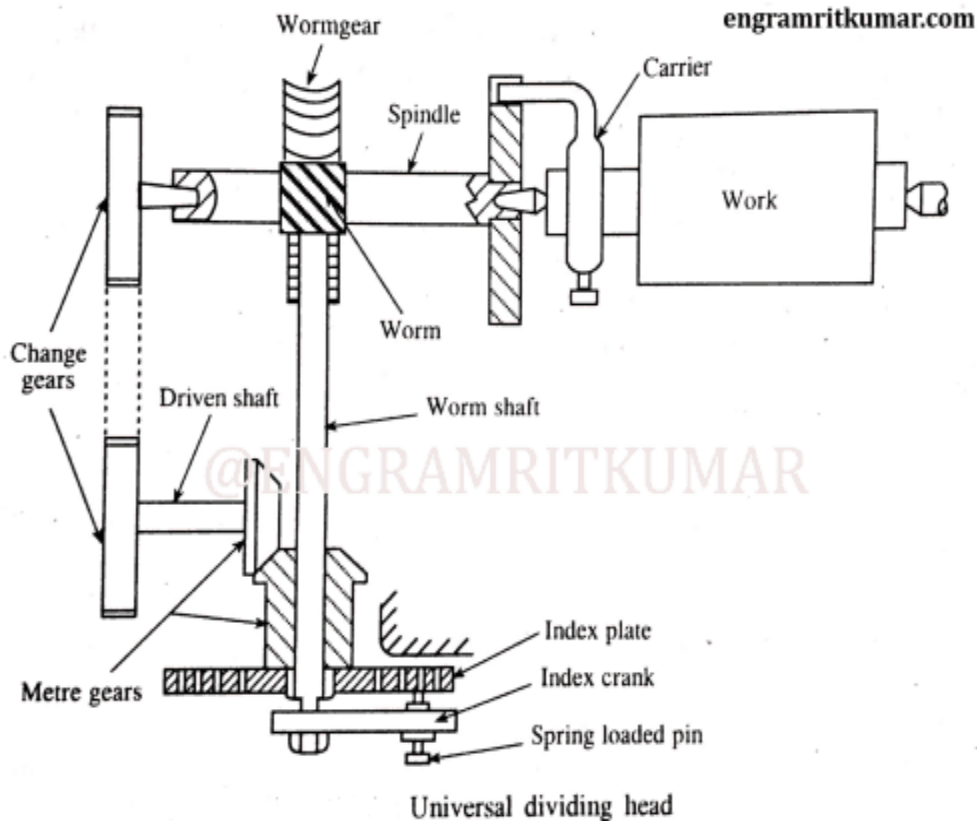 engramritkumar.com
Wormgear
Carrier
Spindle
Work
Worm
Change
gears
Driven shaft
Worm shaft
@ENGRAMRITKUMAR
Index plate
Metre gears
Index crank
Spring loaded pin
Universal dividing head